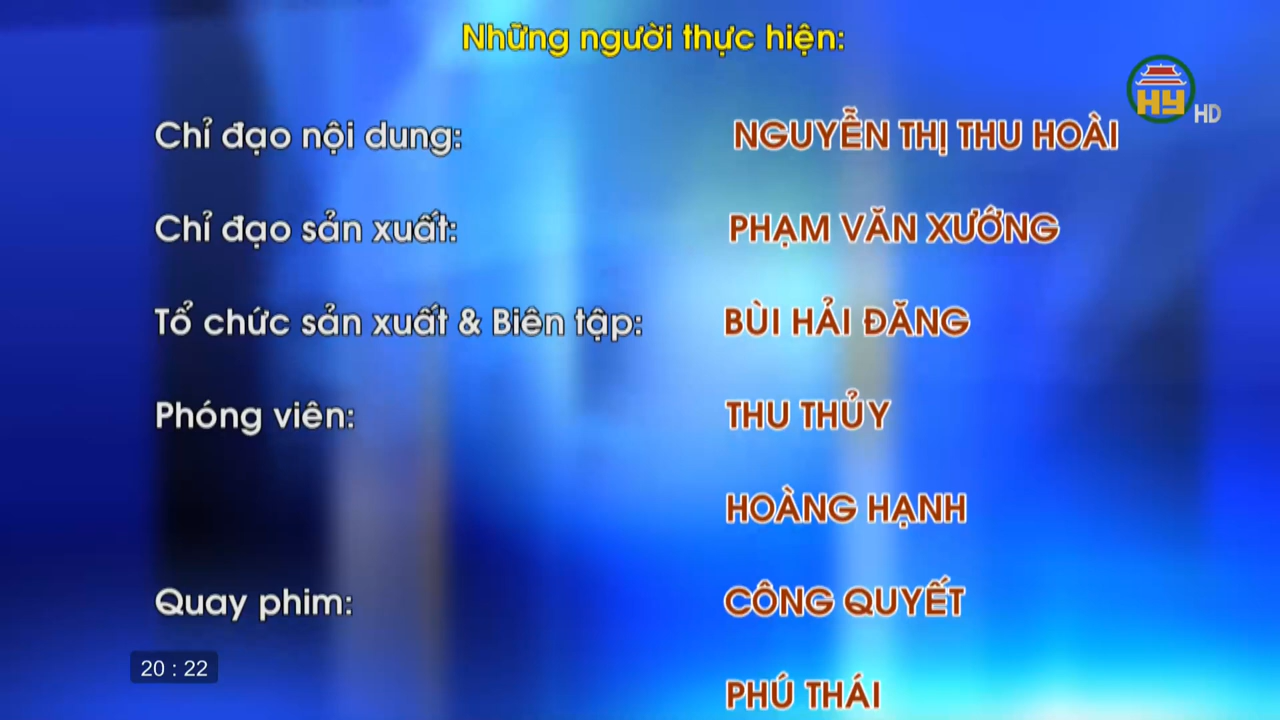 Những người thực hiện:
HY HD
Chỉ đạo nội dung: NGUYỄN THỊ THU HOÀI
Chỉ đạo sản xuất: PHẠM VĂN XƯỚNG
Tổ chức sản xuất & Biên tập: BÙI HẢI ĐĂNG
Phóng viên: THU THỦY
HOÀNG HẠNH
Quay phim: CÔNG QUYẾT
20 : 22
PHÚ THÁI